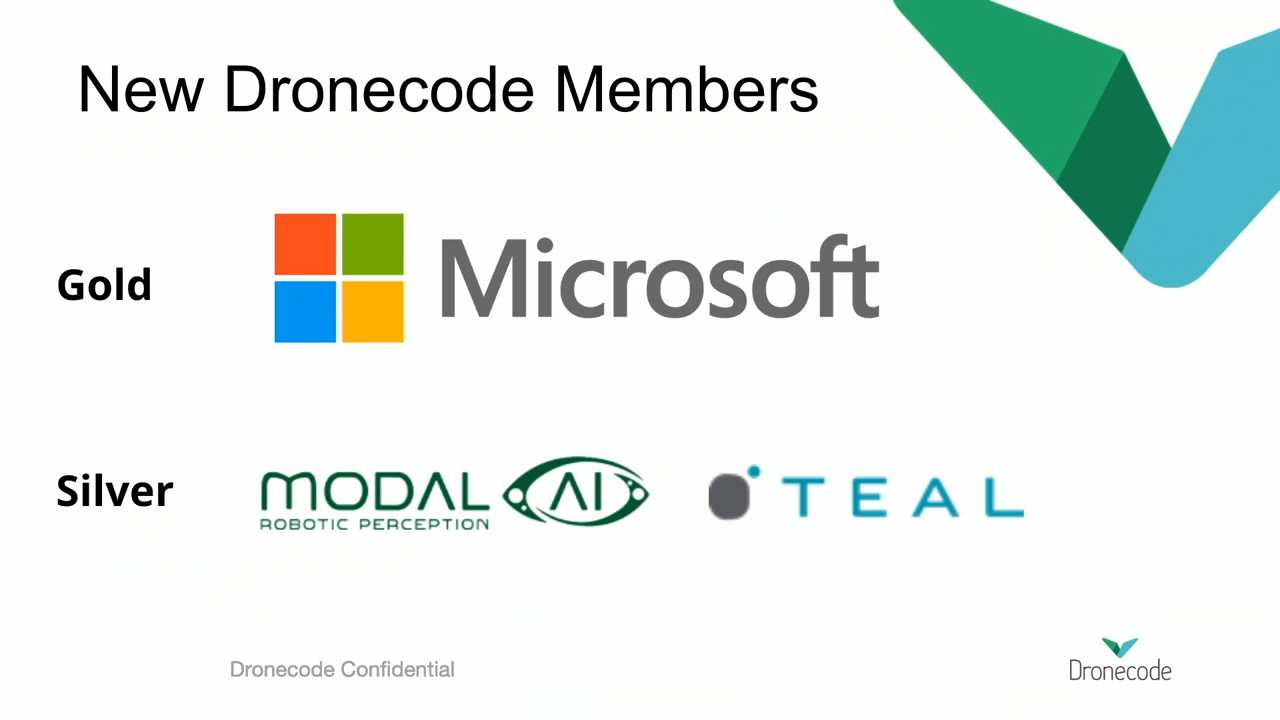 New Dronecode Members
Gold
Microsoft
Silver
MODAL AI
ROBOTIC PERCEPTION
TEAL
Dronecode Confidential
Dronecode